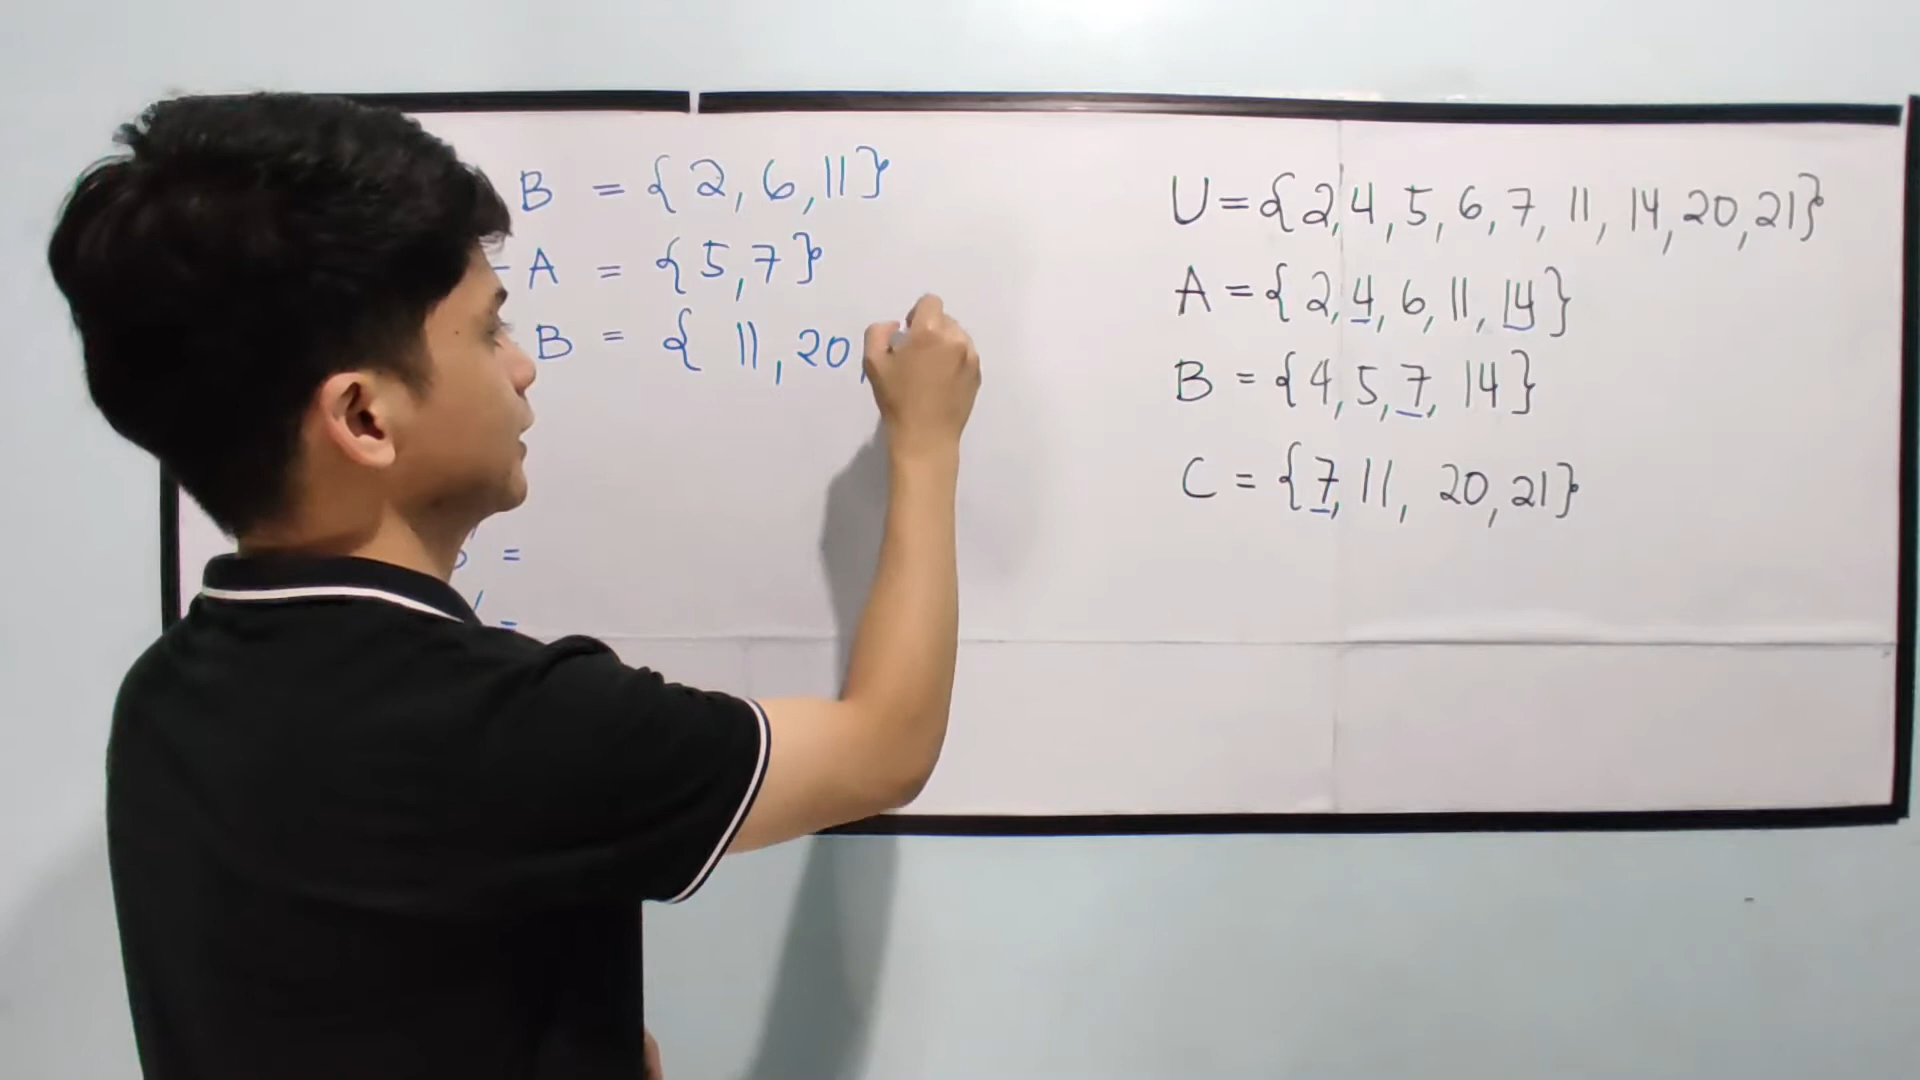 B = {2, 6, 11}
- A = {5, 7}
B = { 11, 20,
B' =
' =
U = {2, 4, 5, 6, 7, 11, 14, 20, 21}
A = {2, 4, 6, 11, 14}
B = {4, 5, 7, 14}
C = {7, 11, 20, 21}